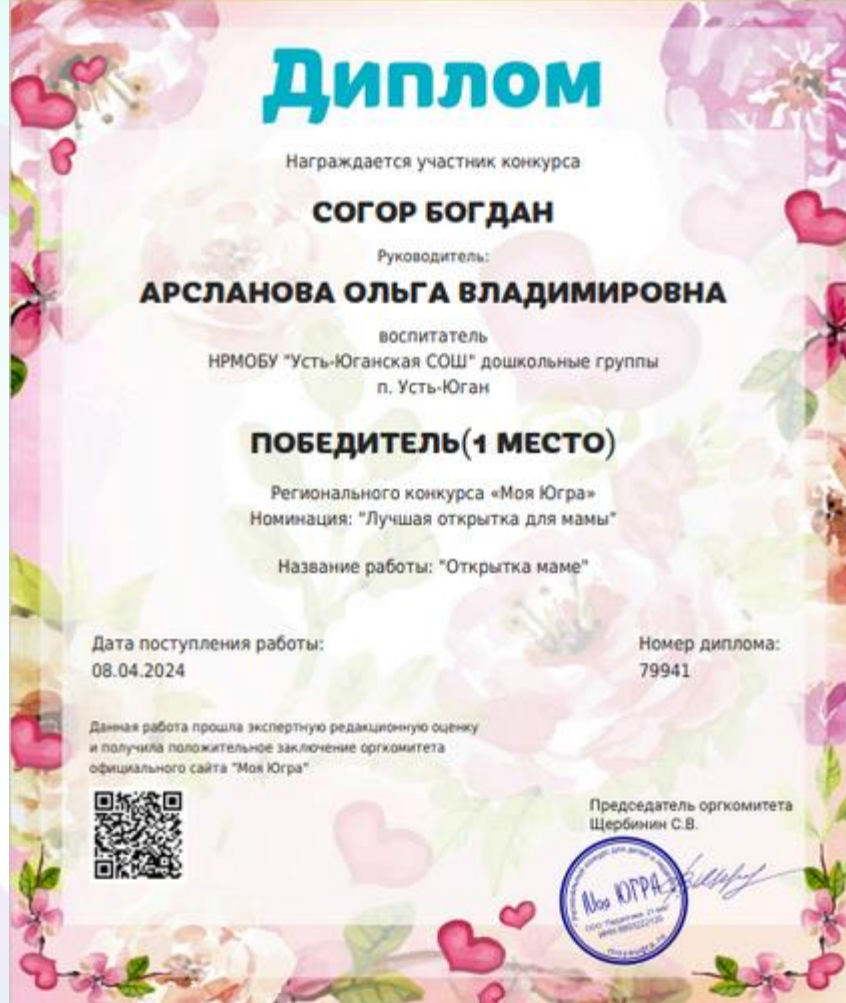 Диплом
Награждается участник конкурса
СОГОР БОГДАН
Руководитель:
АРСЛАНОВА ОЛЬГА ВЛАДИМИРОВНА
воспитатель
НРМОБУ "Усть-Юганская СОШ" дошкольные группы
п. Усть-Юган
ПОБЕДИТЕЛЬ(1 МЕСТО)
Регионального конкурса «Моя Югра»
Номинация: "Лучшая открытка для мамы"
Название работы: "Открытка маме"
Дата поступления работы:
08.04.2024
Номер диплома:
79941
Данная работа прошла экспертную редакционную оценку
и получила положительное заключение оргкомитета
официального сайта "Моя Югра"
Председатель оргкомитета
Щербинин С.В.
Моя ЮГРА